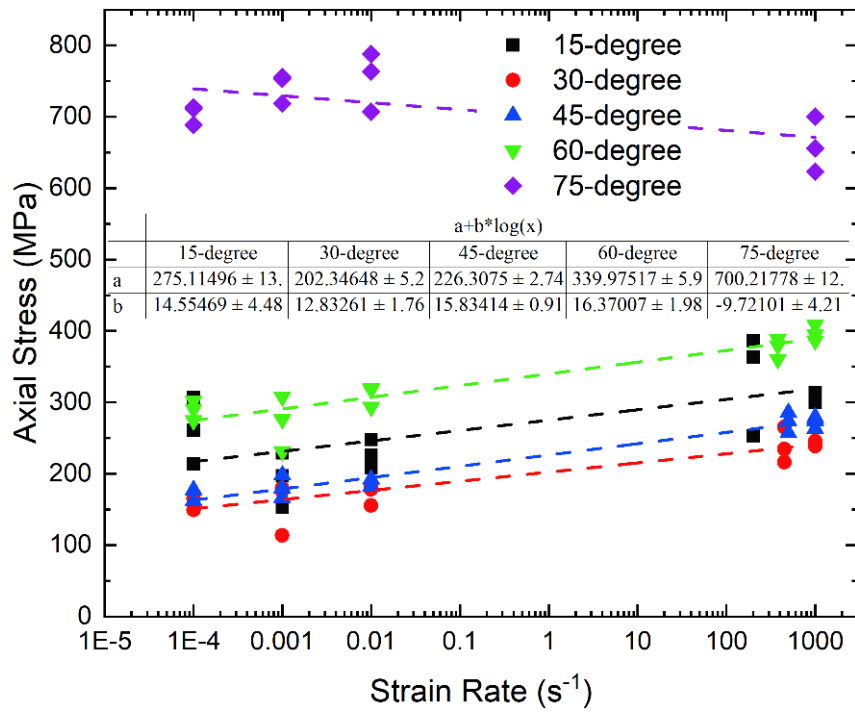 800
700
600
500
400
300
200
100
0
Axial Stress (MPa)
15-degree
30-degree
45-degree
60-degree
75-degree
a+b*log(x)
15-degree 30-degree 45-degree 60-degree 75-degree
a 275.11496 ± 13. 202.34648 ± 5.2 226.3075 ± 2.74 339.97517 ± 5.9 700.21778 ± 12.
b 14.55469 ± 4.48 12.83261 ± 1.76 15.83414 ± 0.91 16.37007 ± 1.98 -9.72101 ± 4.21
1E-5 1E-4 0.001 0.01 0.1 1 10 100 1000
Strain Rate (s⁻¹)